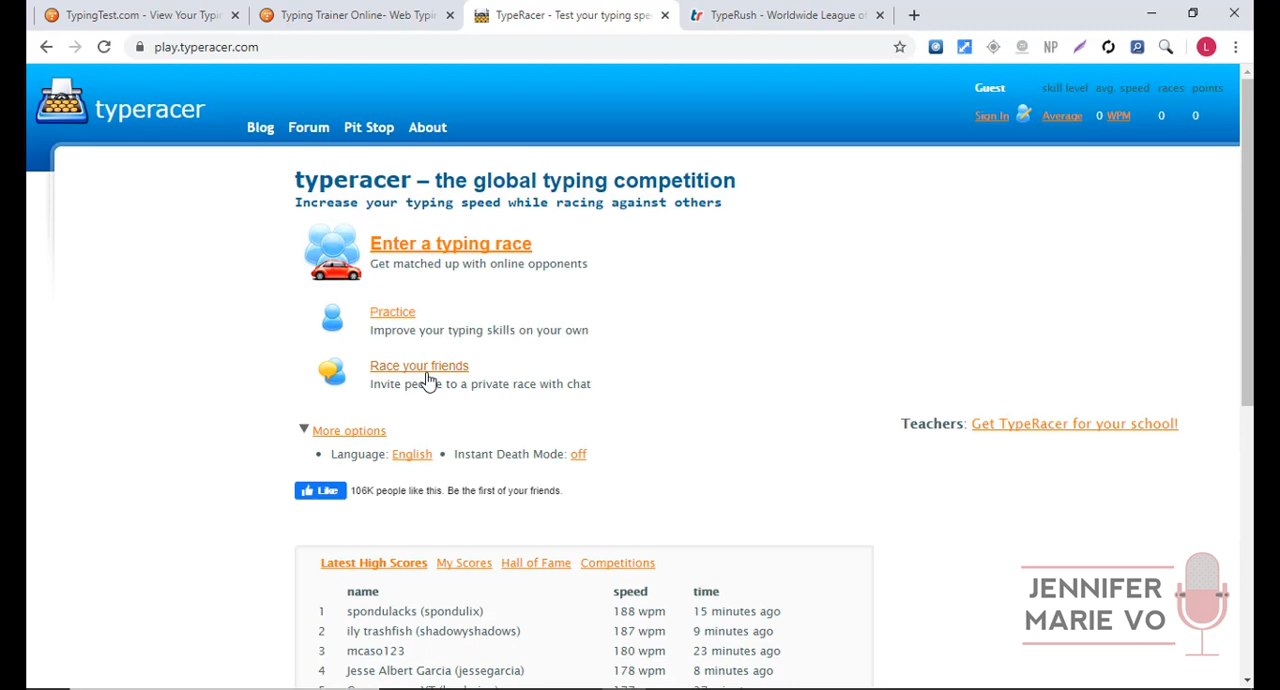 TypingTest.com - View Your Typin
Typing Trainer Online- Web Typin
TypeRacer - Test your typing spe
TypeRush - Worldwide League of
play.typeracer.com
NP
L
typeracer
Blog Forum Pit Stop About
Guest skill level avg. speed races points
Sign In Average 0 WPM 0 0
typeracer – the global typing competition
Increase your typing speed while racing against others
Enter a typing race
Get matched up with online opponents
Practice
Improve your typing skills on your own
Race your friends
Invite people to a private race with chat
Teachers: Get TypeRacer for your school!
More options
• Language: English • Instant Death Mode: off
Like 106K people like this. Be the first of your friends.
Latest High Scores My Scores Hall of Fame Competitions
name speed time
1 spondulacks (spondulix) 188 wpm 15 minutes ago
2 ily trashfish (shadowyshadows) 187 wpm 9 minutes ago
3 mcaso123 180 wpm 23 minutes ago
4 Jesse Albert Garcia (jessegarcia) 178 wpm 8 minutes ago
JENNIFER
MARIE VO